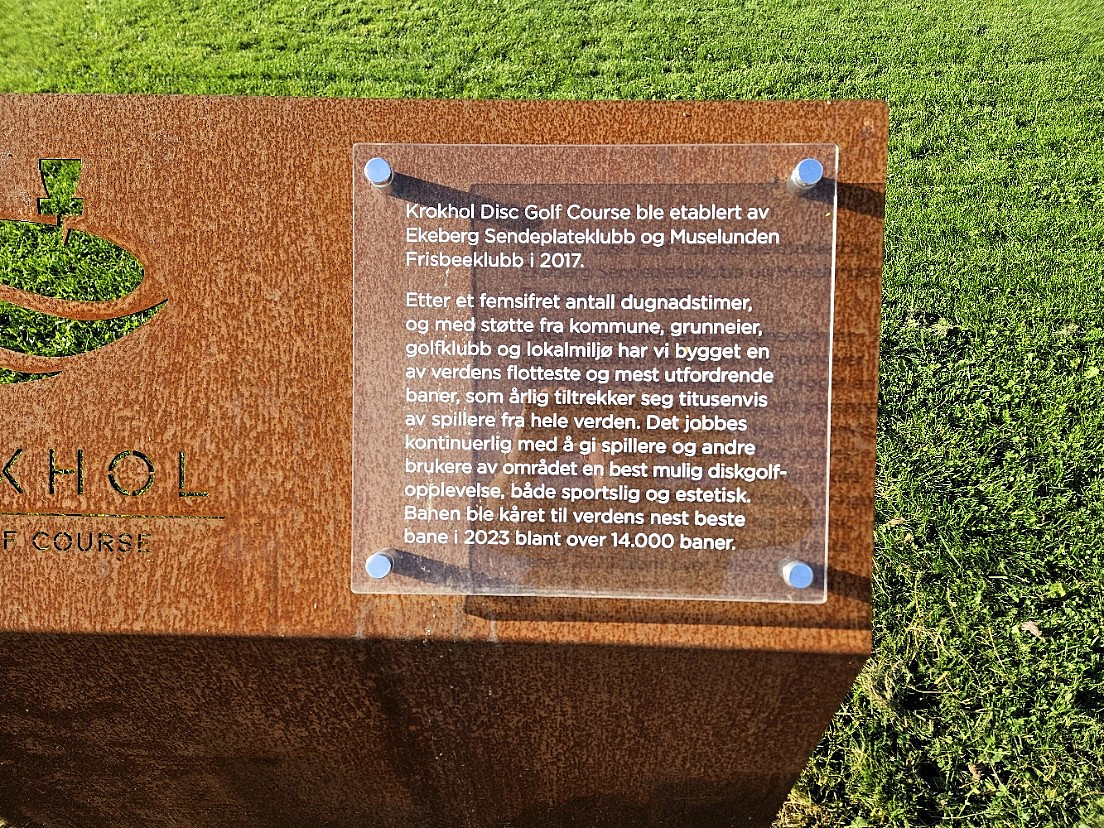 Krokhol Disc Golf Course ble etablert av
Ekeberg Sendeplateklubb og Muselunden
Frisbeeklubb i 2017.
Etter et femsifret antall dugnadstimer,
og med støtte fra kommune, grunneier,
golfklubb og lokalmiljø har vi bygget en
av verdens flotteste og mest utfordrende
baner, som årlig tiltrekker seg titusenvis
av spillere fra hele verden. Det jobbes
kontinuerlig med å gi spillere og andre
brukere av området en best mulig diskgolf-
opplevelse, både sportslig og estetisk.
Banen ble kåret til verdens nest beste
bane i 2023 blant over 14.000 baner.
KHOL
F COURSE